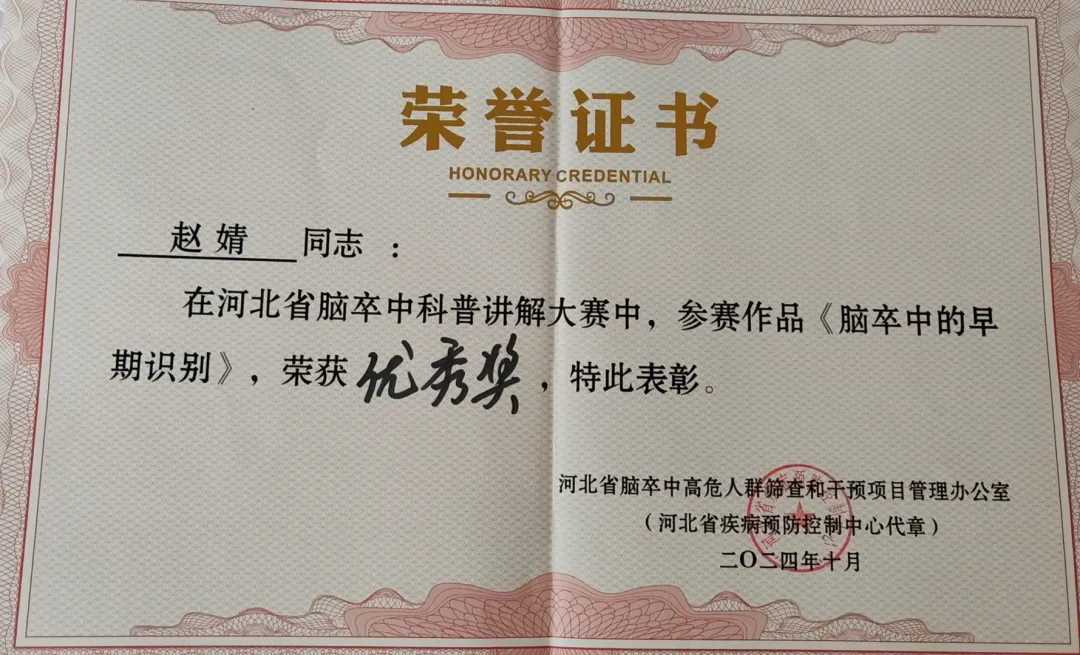 荣誉证书
HONORARY CREDENTIAL
赵婧 同志：
在河北省脑卒中科普讲解大赛中，参赛作品《脑卒中的早
期识别》，荣获优秀奖，特此表彰。
河北省脑卒中高危人群筛查和干预项目管理办公室
（河北省疾病预防控制中心代章）
二〇二四年十月